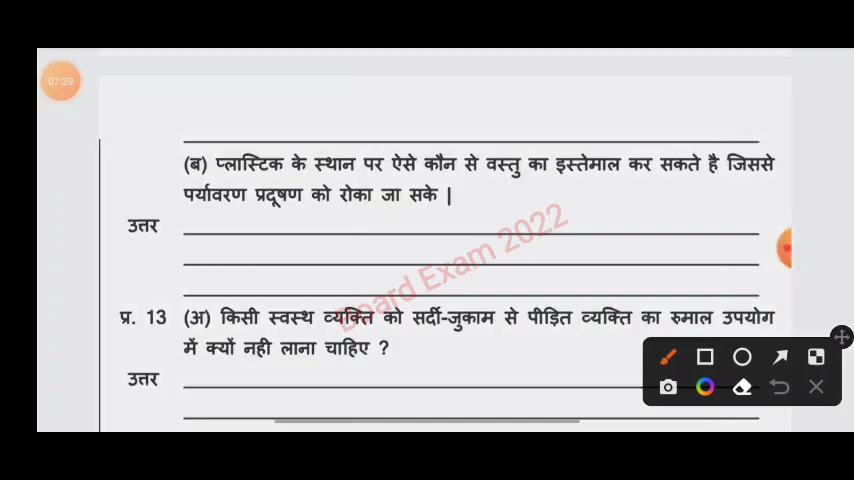 07:29
(ब) प्लास्टिक के स्थान पर ऐसे कौन से वस्तु का इस्तेमाल कर सकते है जिससे
पर्यावरण प्रदूषण को रोका जा सके |
उत्तर
Board Exam 2022
प्र. 13 (अ) किसी स्वस्थ व्यक्ति को सर्दी-जुकाम से पीड़ित व्यक्ति का रुमाल उपयोग
में क्यों नही लाना चाहिए ?
उत्तर